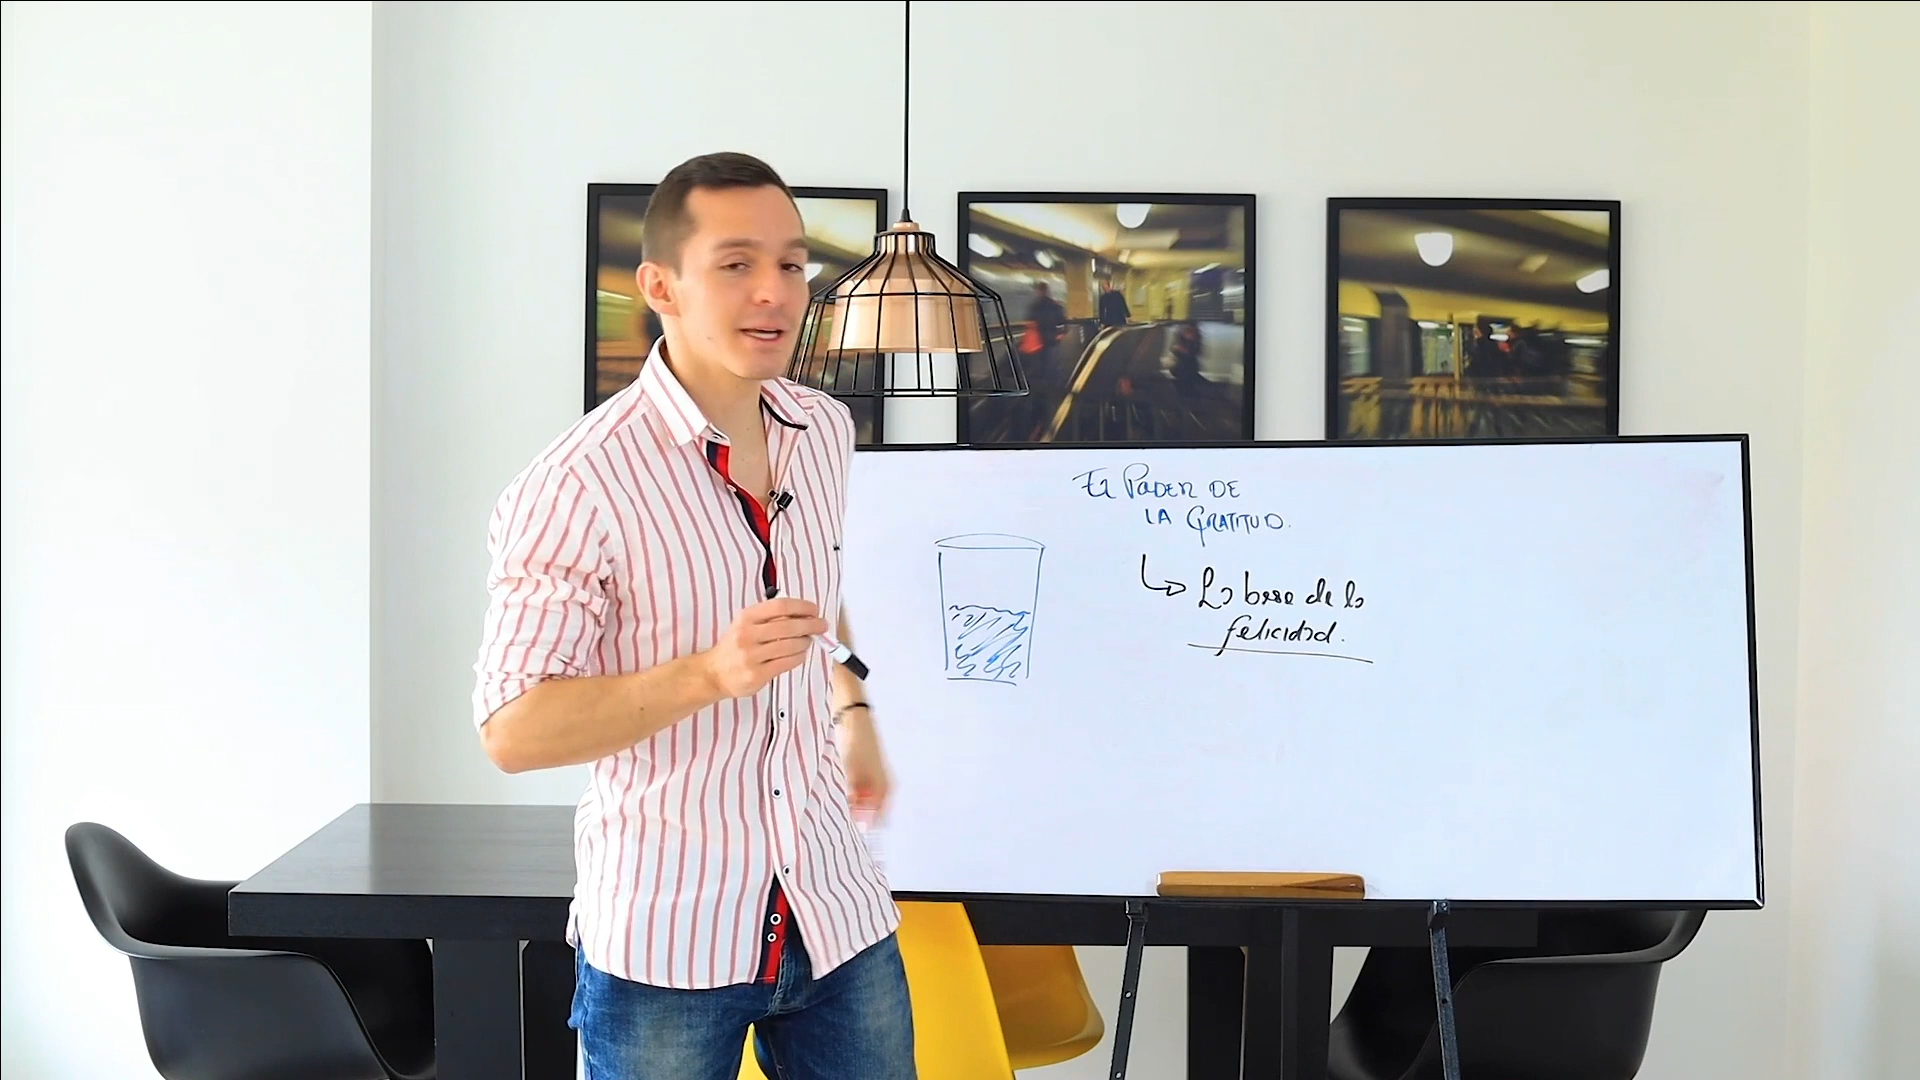 El Poder DE
LA GRATITUD.
La base de la
felicidad.